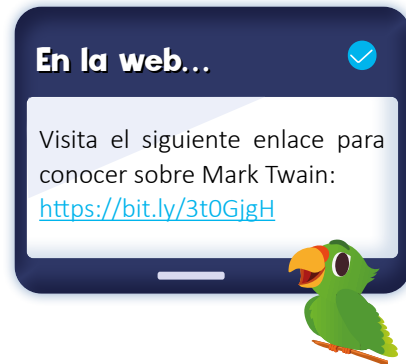 En la web...
Visita el siguiente enlace para
conocer sobre Mark Twain:
https://bit.ly/3t0GjgH